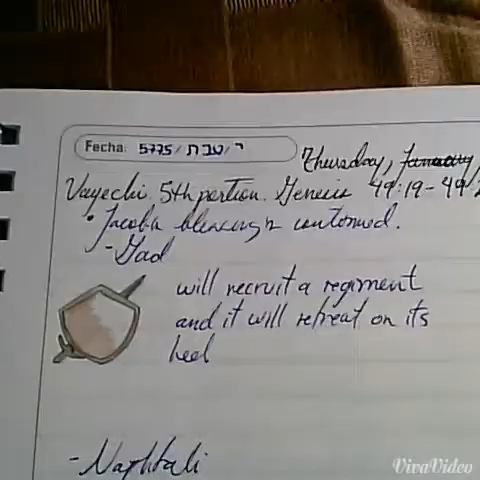 Fecha: 5775/טבת/י
Thursday, January
Vayechi. 5th portion. Genesis 49:19-49:2
• Jacob's blessings continued.
- Gad
will recruit a regiment
and it will retreat on its
heel
- Naphtali
VivaVideo